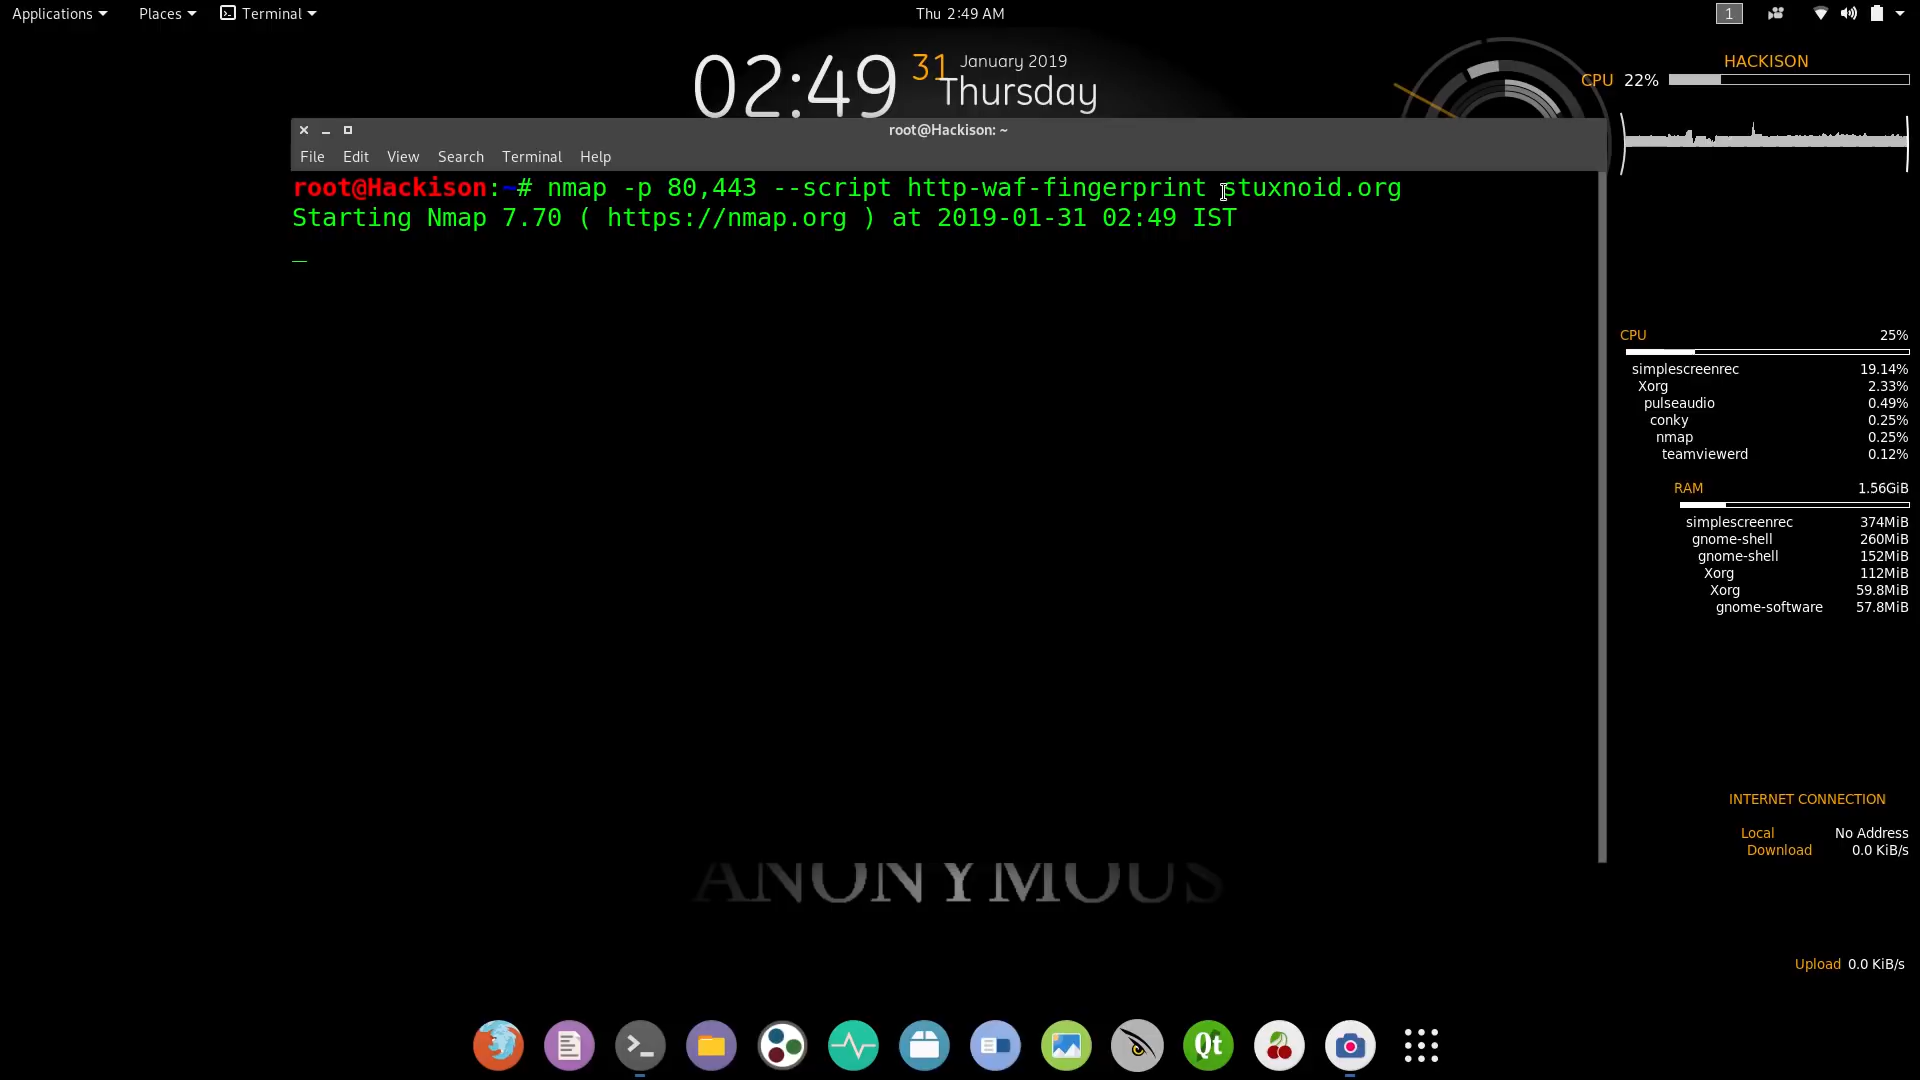 Applications Places Terminal Thu 2:49 AM 1
02:49 31 January 2019
Thursday
HACKISON
CPU 22%
root@Hackison: ~
File Edit View Search Terminal Help
root@Hackison:~# nmap -p 80,443 --script http-waf-fingerprint stuxnoid.org
Starting Nmap 7.70 ( https://nmap.org ) at 2019-01-31 02:49 IST
_
CPU 25%
simplescreenrec 19.14%
Xorg 2.33%
pulseaudio 0.49%
conky 0.25%
nmap 0.25%
teamviewerd 0.12%
RAM 1.56GiB
simplescreenrec 374MiB
gnome-shell 260MiB
gnome-shell 152MiB
Xorg 112MiB
Xorg 59.8MiB
gnome-software 57.8MiB
INTERNET CONNECTION
Local No Address
Download 0.0 KiB/s
ANONYMOUS
Upload 0.0 KiB/s
Qt